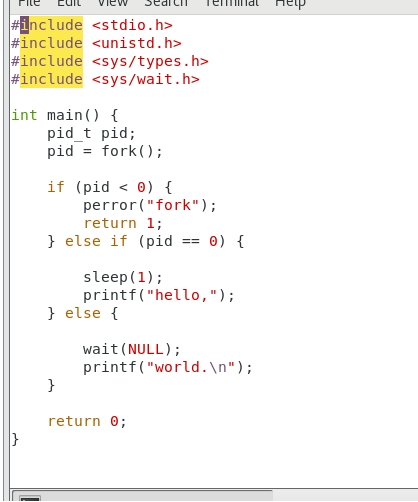 File Edit View Search Terminal Help
#include <stdio.h>
#include <unistd.h>
#include <sys/types.h>
#include <sys/wait.h>

int main() {
    pid_t pid;
    pid = fork();

    if (pid < 0) {
        perror("fork");
        return 1;
    } else if (pid == 0) {

        sleep(1);
        printf("hello,");
    } else {

        wait(NULL);
        printf("world.\n");
    }

    return 0;
}